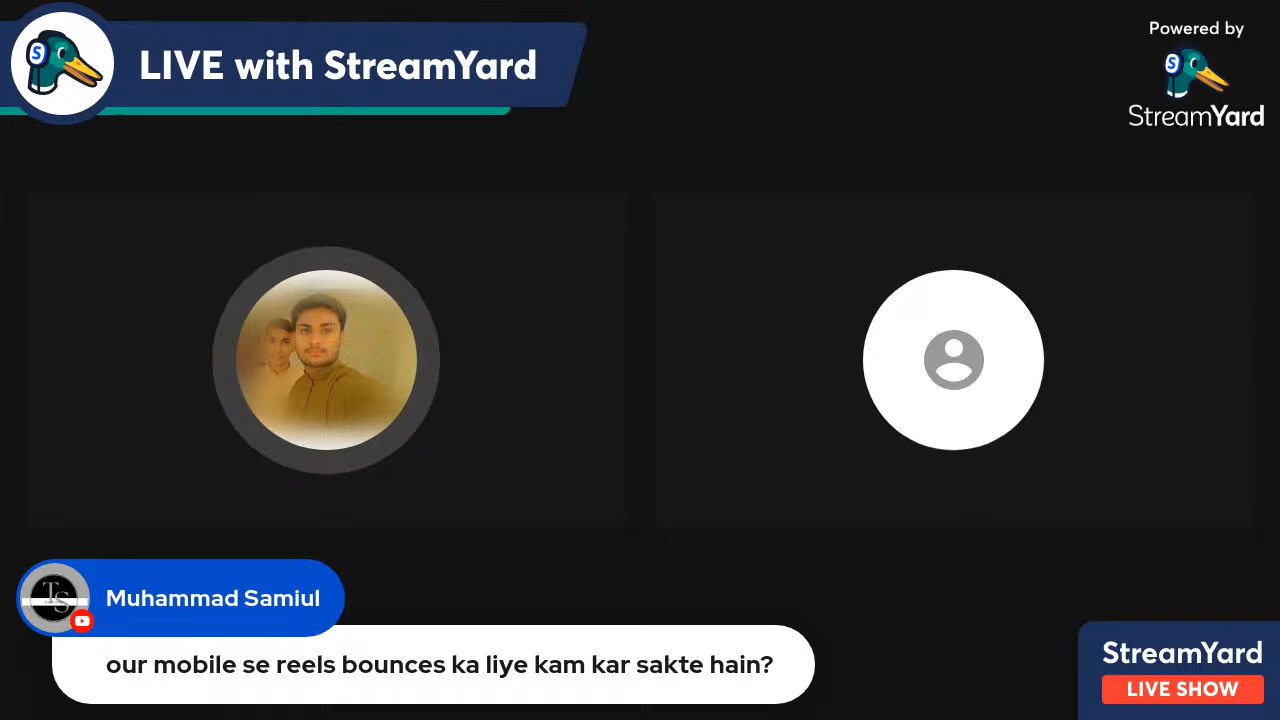 LIVE with StreamYard
Powered by
StreamYard
Muhammad Samiul
our mobile se reels bounces ka liye kam kar sakte hain?
StreamYard
LIVE SHOW
S
S
TS